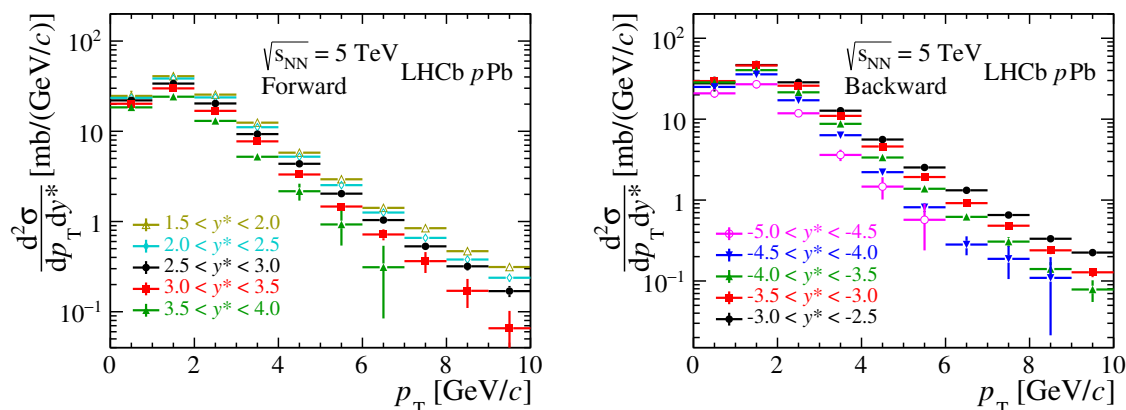 d²σ/dp_T dy* [mb/(GeV/c)]
10²
10
1
10⁻¹
√s_NN = 5 TeV
Forward
LHCb pPb
1.5 < y* < 2.0
2.0 < y* < 2.5
2.5 < y* < 3.0
3.0 < y* < 3.5
3.5 < y* < 4.0
0 2 4 6 8 10
p_T [GeV/c]
d²σ/dp_T dy* [mb/(GeV/c)]
10²
10
1
10⁻¹
√s_NN = 5 TeV
Backward
LHCb pPb
-5.0 < y* < -4.5
-4.5 < y* < -4.0
-4.0 < y* < -3.5
-3.5 < y* < -3.0
-3.0 < y* < -2.5
0 2 4 6 8 10
p_T [GeV/c]